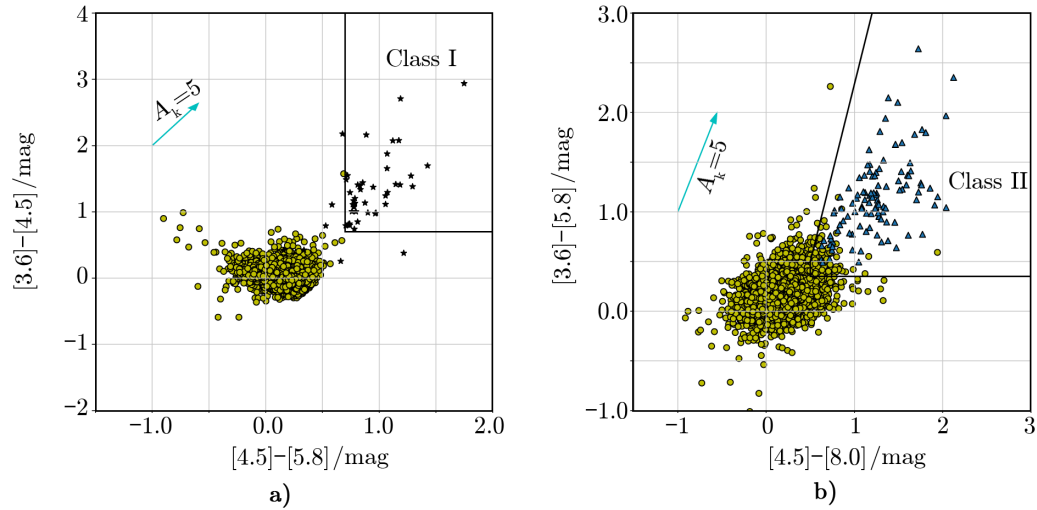 4
3
2
1
0
−1
−2
−1.0
0.0
1.0
2.0
[3.6]−[4.5]/mag
[4.5]−[5.8]/mag
A_k=5
Class I
a)
3.0
2.0
1.0
0.0
−1.0
−1
0
1
2
3
[3.6]−[5.8]/mag
[4.5]−[8.0]/mag
A_k=5
Class II
b)